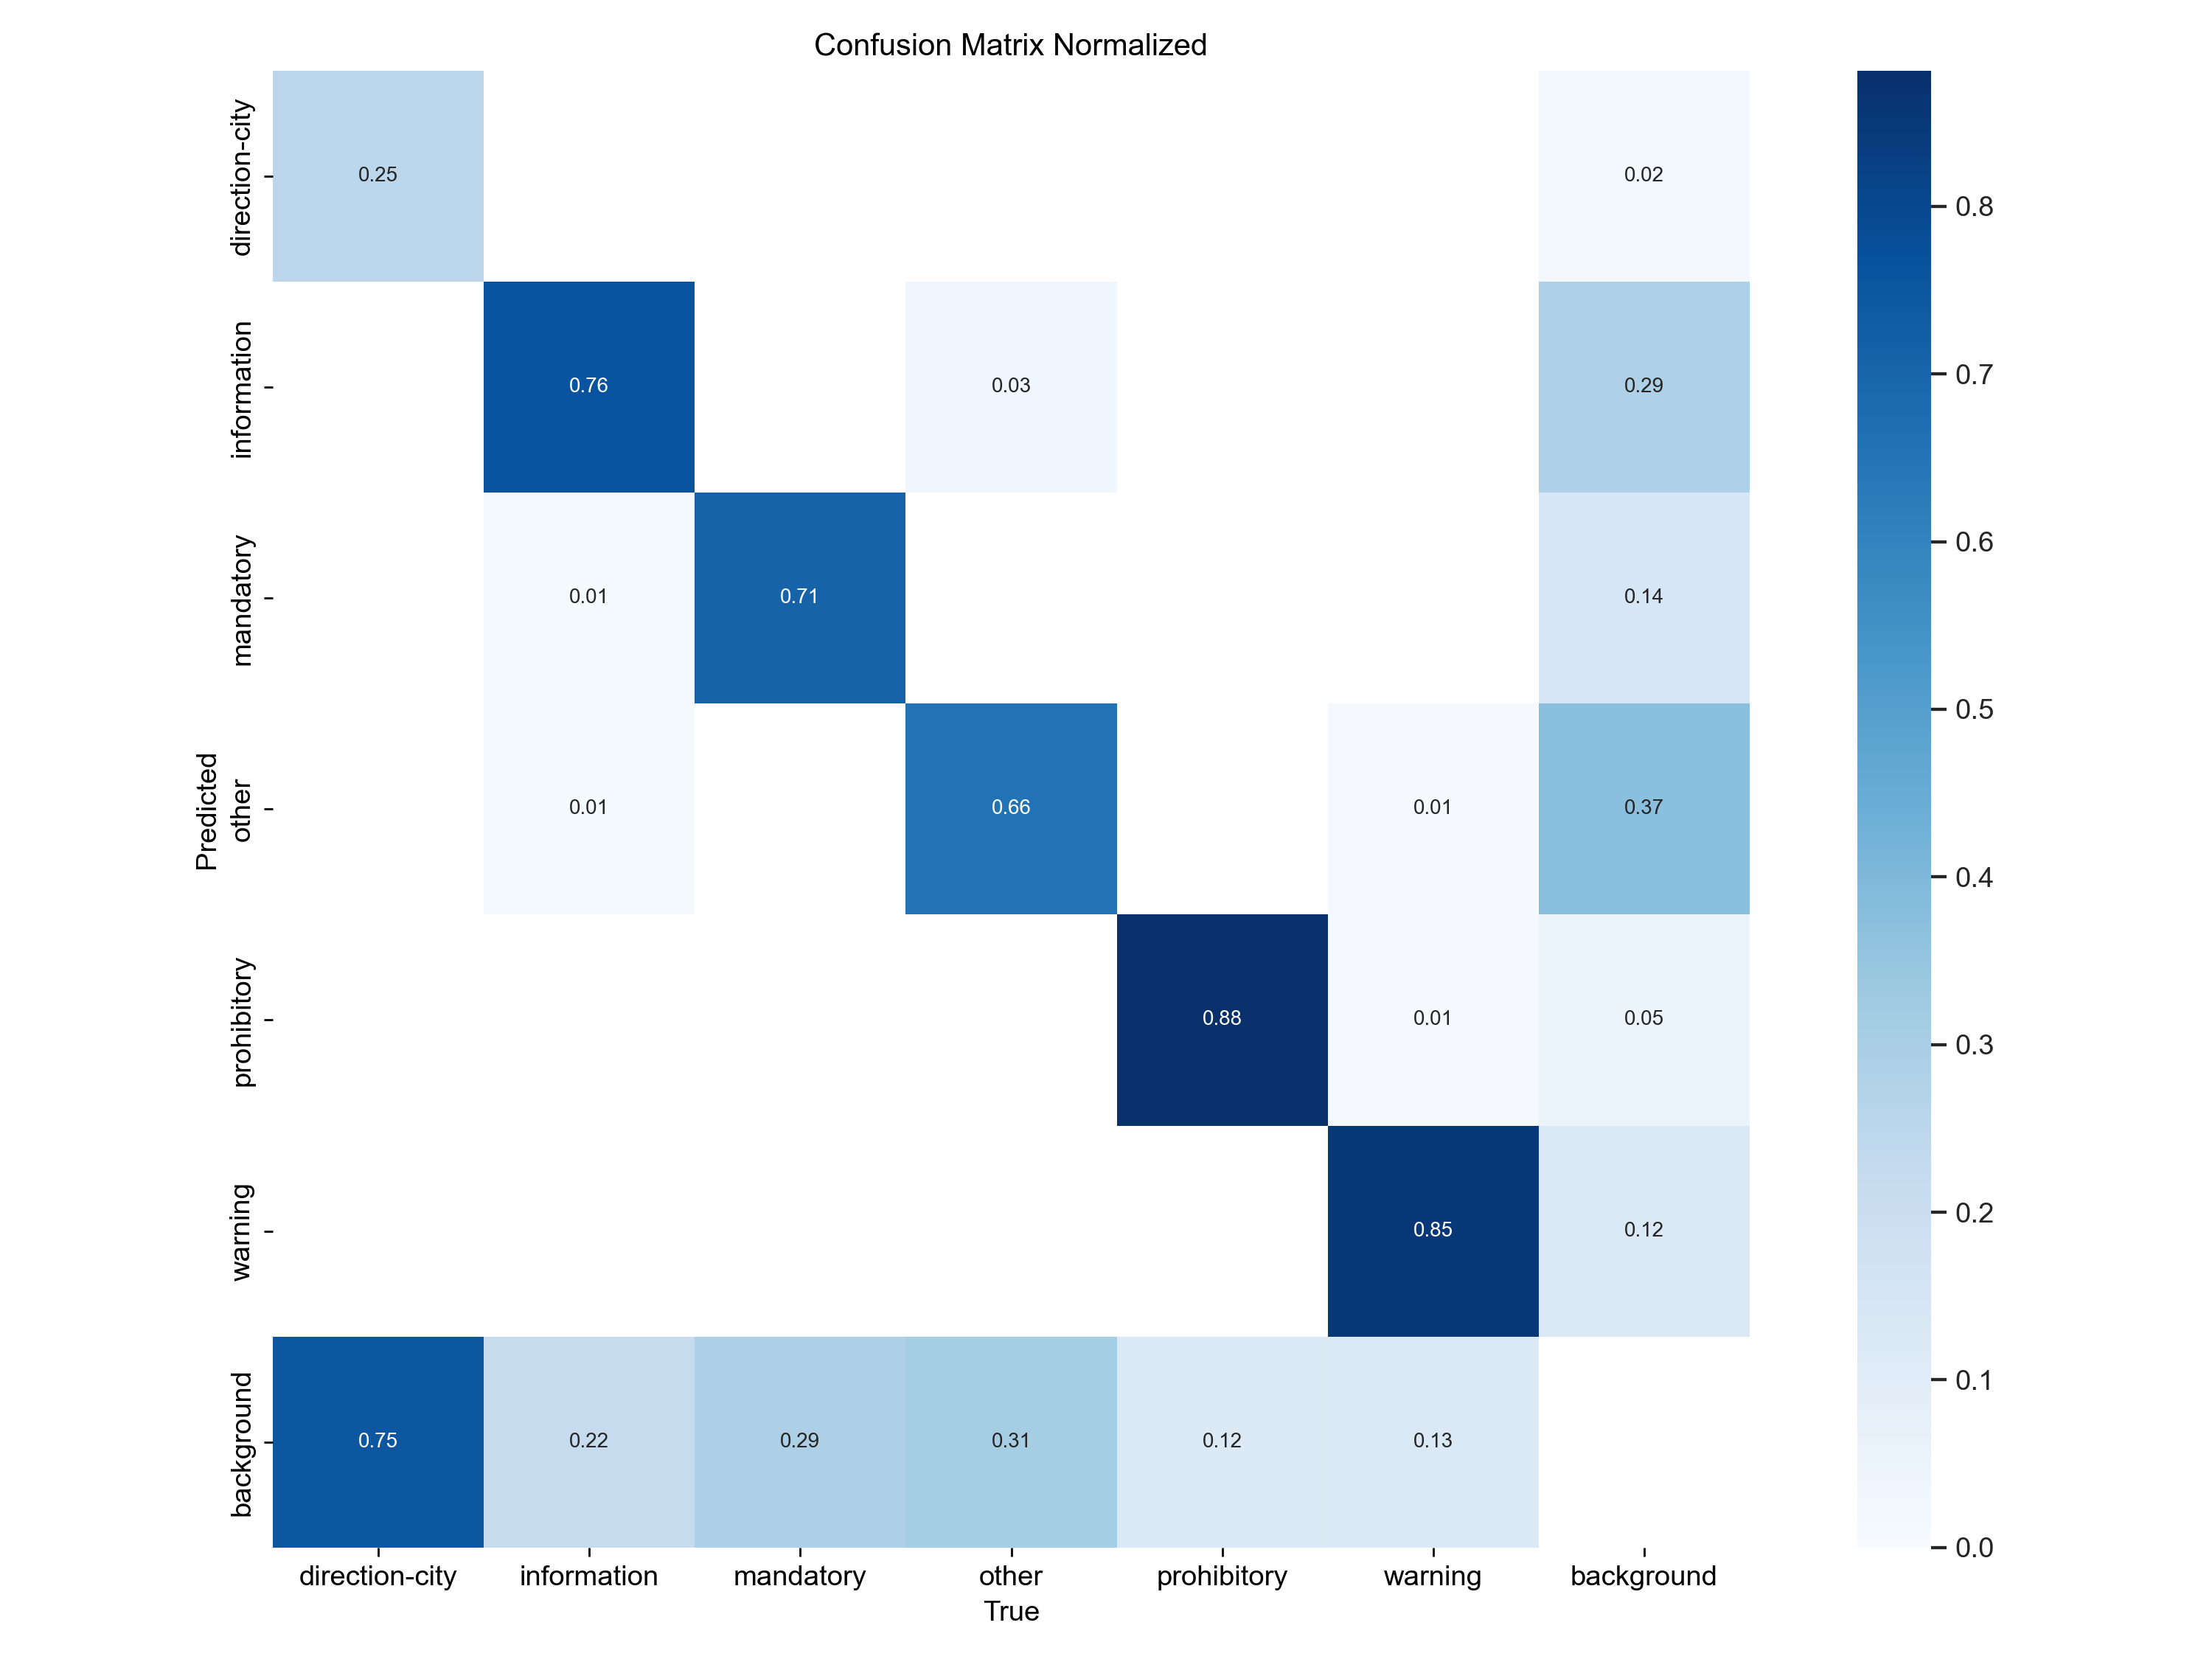 Confusion Matrix Normalized
direction-city
0.25
0.02
information
0.76
0.03
0.29
mandatory
0.01
0.71
0.14
other
0.01
0.66
0.01
0.37
prohibitory
0.88
0.01
0.05
warning
0.85
0.12
background
0.75
0.22
0.29
0.31
0.12
0.13
Predicted
direction-city
information
mandatory
other
prohibitory
warning
background
True
0.8
0.7
0.6
0.5
0.4
0.3
0.2
0.1
0.0